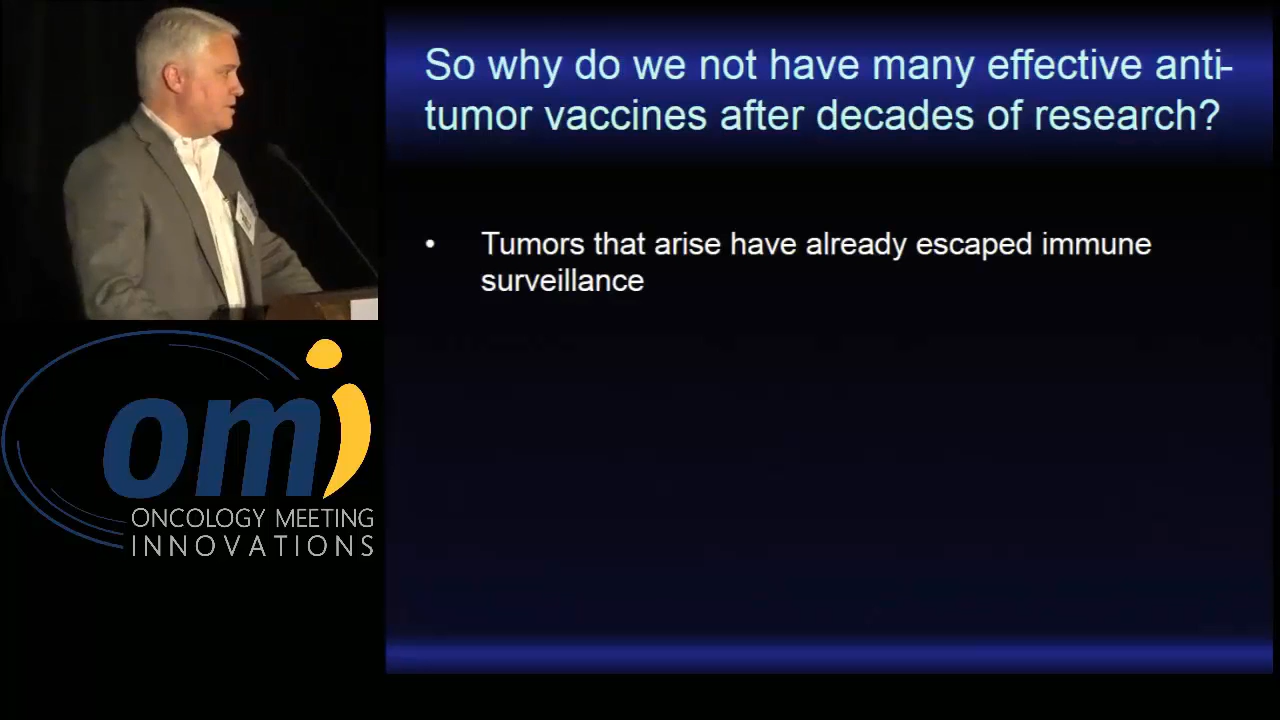 So why do we not have many effective anti-
tumor vaccines after decades of research?
• Tumors that arise have already escaped immune
surveillance
omi
ONCOLOGY MEETING
INNOVATIONS